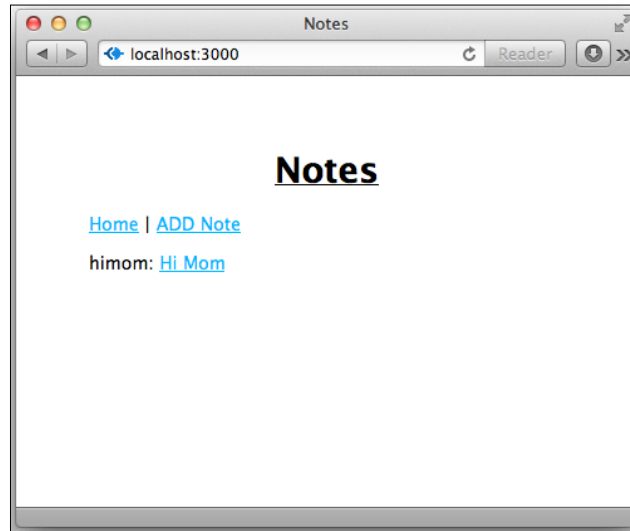 Notes
localhost:3000
Reader
Notes
Home | ADD Note
himom: Hi Mom